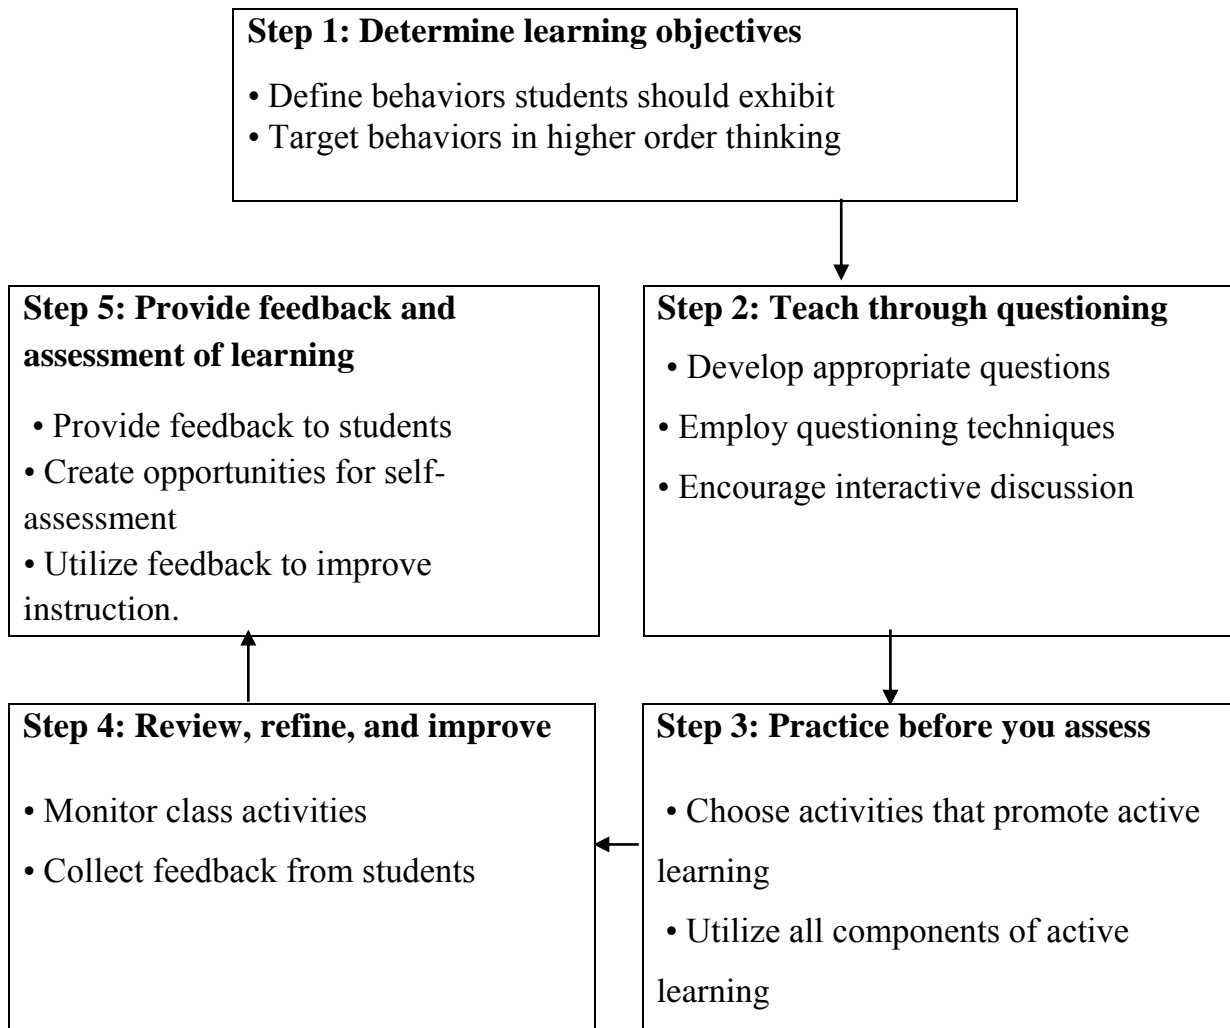 Step 1: Determine learning objectives
• Define behaviors students should exhibit
• Target behaviors in higher order thinking
Step 2: Teach through questioning
• Develop appropriate questions
• Employ questioning techniques
• Encourage interactive discussion
Step 3: Practice before you assess
• Choose activities that promote active
learning
• Utilize all components of active
learning
Step 4: Review, refine, and improve
• Monitor class activities
• Collect feedback from students
Step 5: Provide feedback and
assessment of learning
• Provide feedback to students
• Create opportunities for self-
assessment
• Utilize feedback to improve
instruction.